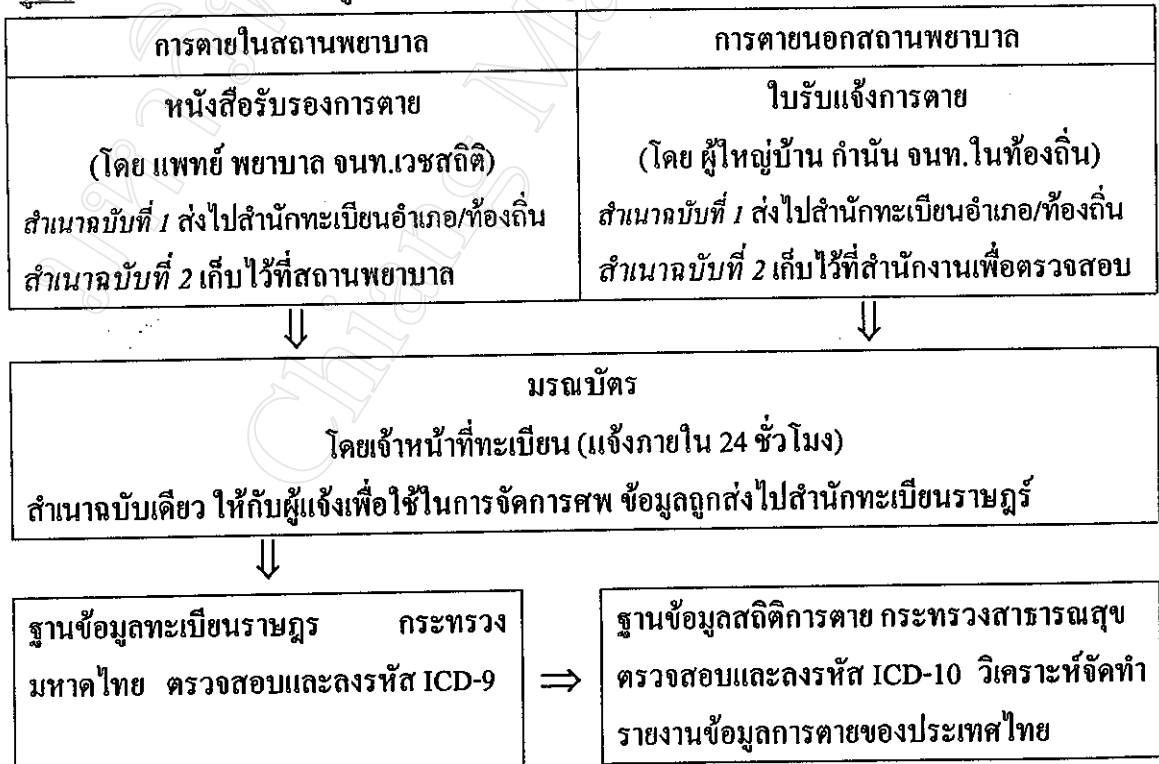 การตายในสถานพยาบาล
หนังสือรับรองการตาย
(โดย แพทย์ พยาบาล จนท.เวชสถิติ)
สำเนาฉบับที่ 1 ส่งไปสำนักทะเบียนอำเภอ/ท้องถิ่น
สำเนาฉบับที่ 2 เก็บไว้ที่สถานพยาบาล
การตายนอกสถานพยาบาล
ใบรับแจ้งการตาย
(โดย ผู้ใหญ่บ้าน กำนัน จนท.ในท้องถิ่น)
สำเนาฉบับที่ 1 ส่งไปสำนักทะเบียนอำเภอ/ท้องถิ่น
สำเนาฉบับที่ 2 เก็บไว้ที่สำนักงานเพื่อตรวจสอบ
⇓ ⇓
มรณบัตร
โดยเจ้าหน้าที่ทะเบียน (แจ้งภายใน 24 ชั่วโมง)
สำเนาฉบับเดียว ให้กับผู้แจ้งเพื่อใช้ในการจัดการศพ ข้อมูลถูกส่งไปสำนักทะเบียนราษฎร์
⇓
ฐานข้อมูลทะเบียนราษฎร กระทรวง
มหาดไทย ตรวจสอบและลงรหัส ICD-9
⇒
ฐานข้อมูลสถิติการตาย กระทรวงสาธารณสุข
ตรวจสอบและลงรหัส ICD-10 วิเคราะห์จัดทำ
รายงานข้อมูลการตายของประเทศไทย
Chiang Ma